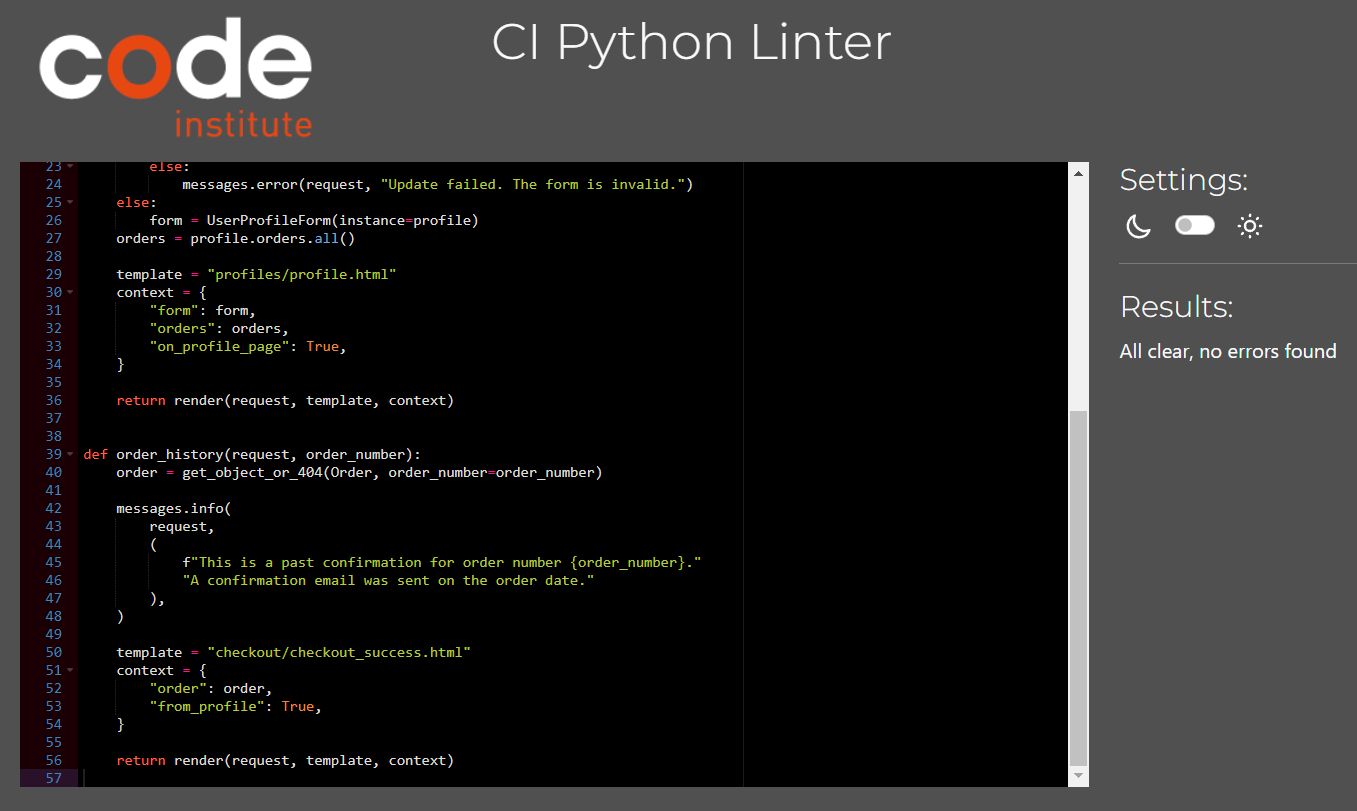 code
institute
CI Python Linter
23 else:
24 messages.error(request, "Update failed. The form is invalid.")
25 else:
26 form = UserProfileForm(instance=profile)
27 orders = profile.orders.all()
28
29 template = "profiles/profile.html"
30 context = {
31 "form": form,
32 "orders": orders,
33 "on_profile_page": True,
34 }
35
36 return render(request, template, context)
37
38
39 def order_history(request, order_number):
40 order = get_object_or_404(Order, order_number=order_number)
41
42 messages.info(
43 request,
44 (
45 f"This is a past confirmation for order number {order_number}."
46 "A confirmation email was sent on the order date."
47 ),
48 )
49
50 template = "checkout/checkout_success.html"
51 context = {
52 "order": order,
53 "from_profile": True,
54 }
55
56 return render(request, template, context)
57
Settings:
Results:
All clear, no errors found